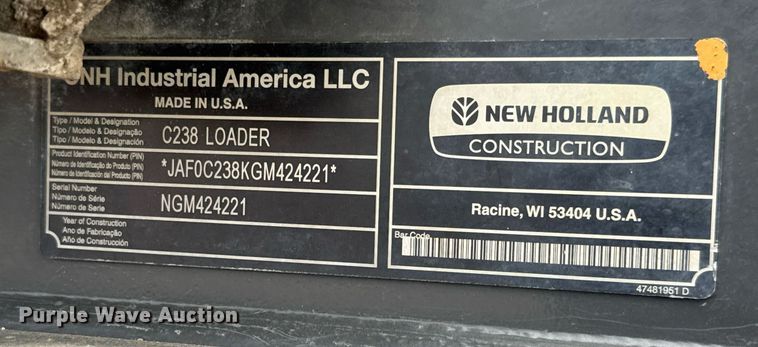 CNH Industrial America LLC
MADE IN U.S.A.
Type / Model & Designation
Tipo / Modelo & Designação
Tipo / Modelo & Designación
C238 LOADER
Product Identification Number (PIN)
Número de Identificação do Produto (PIN)
Número de Identificación del Producto (PIN)
*JAF0C238KGM424221*
Serial Number
Número de Série
Número de Serie
NGM424221
Year of Construction
Ano de Fabricação
Año de Construcción
NEW HOLLAND
CONSTRUCTION
Racine, WI 53404 U.S.A.
Bar Code
47481951 D
Purple Wave Auction